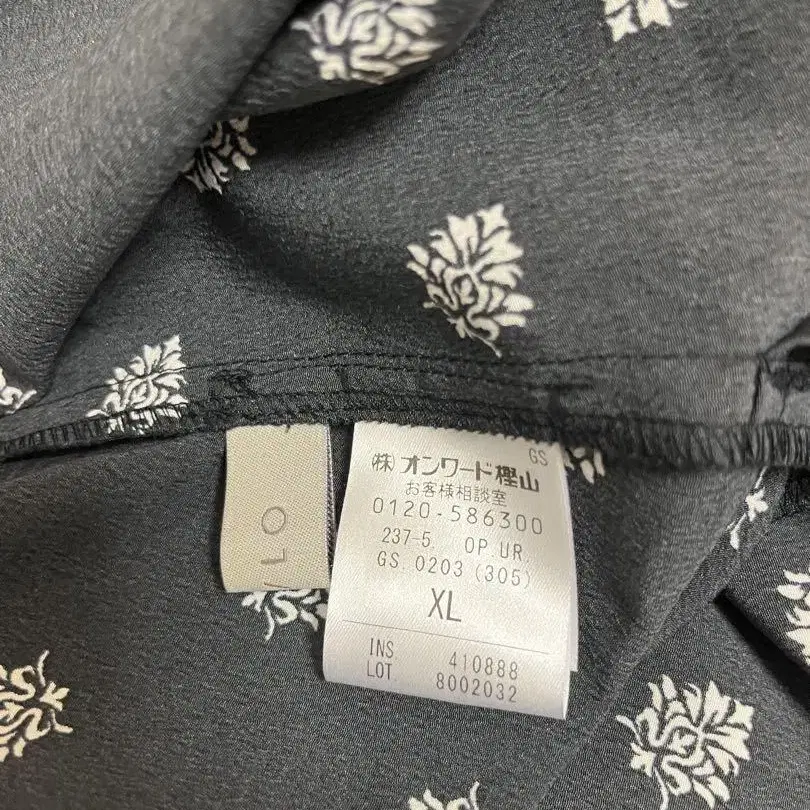 GS
(株)オンワード樫山
お客様相談室
0120-586300
237-5. OP.UR
GS.0203(305)
XL
INS 410888
LOT. 8002032
LO